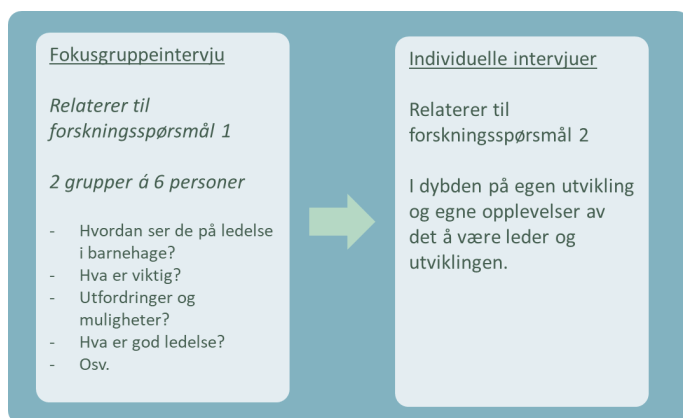 Fokusgruppeintervju
Relaterer til
forskningsspørsmål 1
2 grupper á 6 personer
- Hvordan ser de på ledelse
i barnehage?
- Hva er viktig?
- Utfordringer og
muligheter?
- Hva er god ledelse?
- Osv.
Individuelle intervjuer
Relaterer til
forskningsspørsmål 2
I dybden på egen utvikling
og egne opplevelser av
det å være leder og
utviklingen.